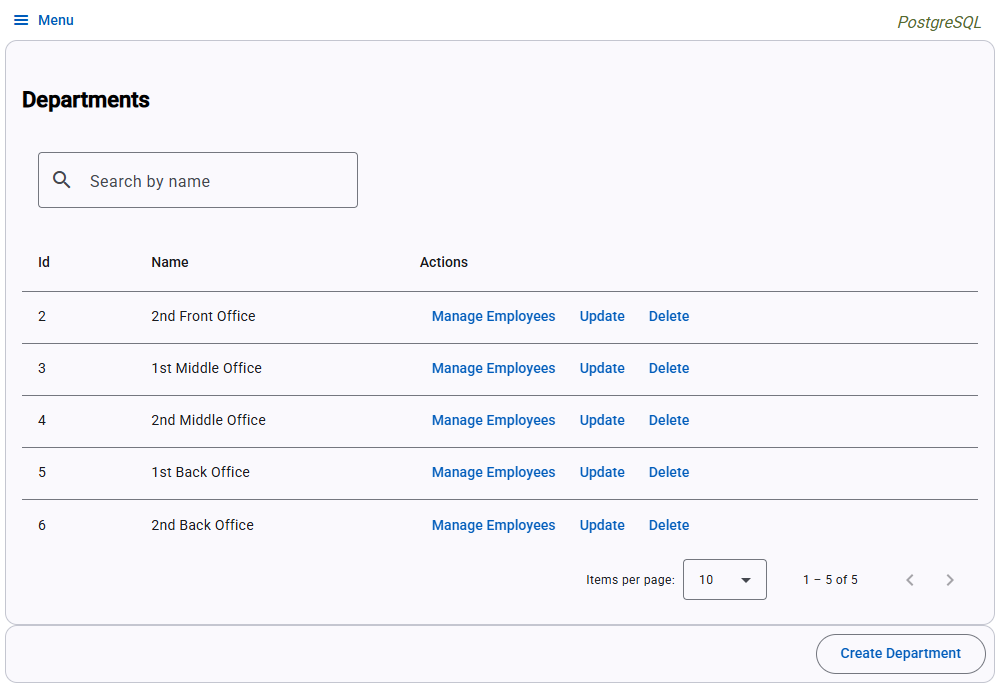 Menu
PostgreSQL
Departments
Search by name
Id Name Actions
2 2nd Front Office Manage Employees Update Delete
3 1st Middle Office Manage Employees Update Delete
4 2nd Middle Office Manage Employees Update Delete
5 1st Back Office Manage Employees Update Delete
6 2nd Back Office Manage Employees Update Delete
Items per page: 10 1 – 5 of 5
Create Department